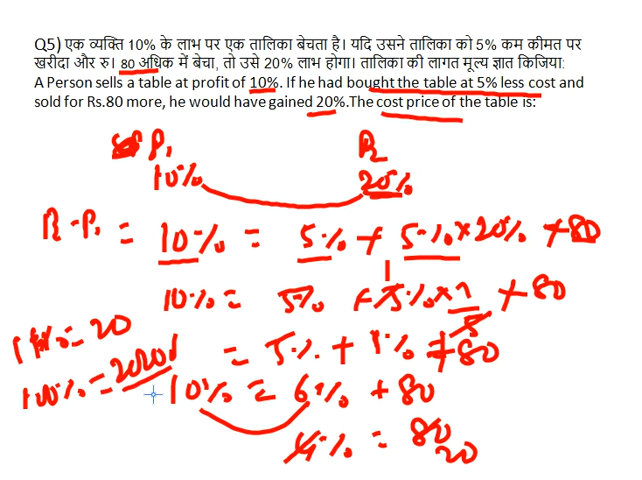 Q5) एक व्यक्ति 10% के लाभ पर एक तालिका बेचता है। यदि उसने तालिका को 5% कम कीमत पर
खरीदा और रु। 80 अधिक में बेचा, तो उसे 20% लाभ होगा। तालिका की लागत मूल्य ज्ञात किजिया:
A Person sells a table at profit of 10%. If he had bought the table at 5% less cost and
sold for Rs.80 more, he would have gained 20%.The cost price of the table is:
P₁ P₂
10% 20%
P₂-P₁ = 10% = 5% + 5%×20% + 80
10% = 5% + 5%×1/5 + 80
1% = 20
= 5% + 1% + 80
100% = 2000
10% = 6% + 80
4% = 80 20